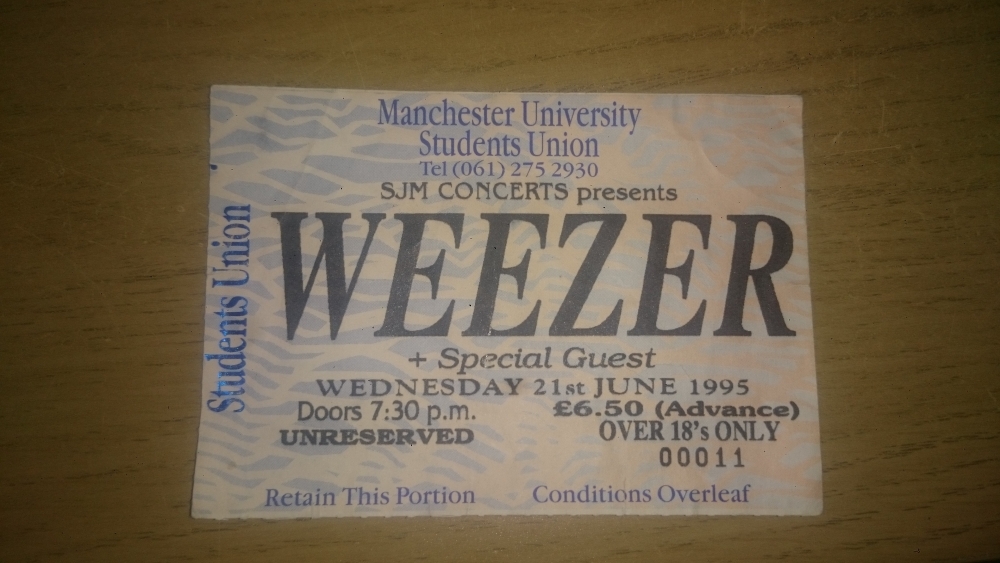 Manchester University
Students Union
Tel (061) 275 2930
SJM CONCERTS presents
WEEZER
+ Special Guest
WEDNESDAY 21st JUNE 1995
Doors 7:30 p.m.
£6.50 (Advance)
UNRESERVED
OVER 18's ONLY
00011
Retain This Portion
Conditions Overleaf
Students Union